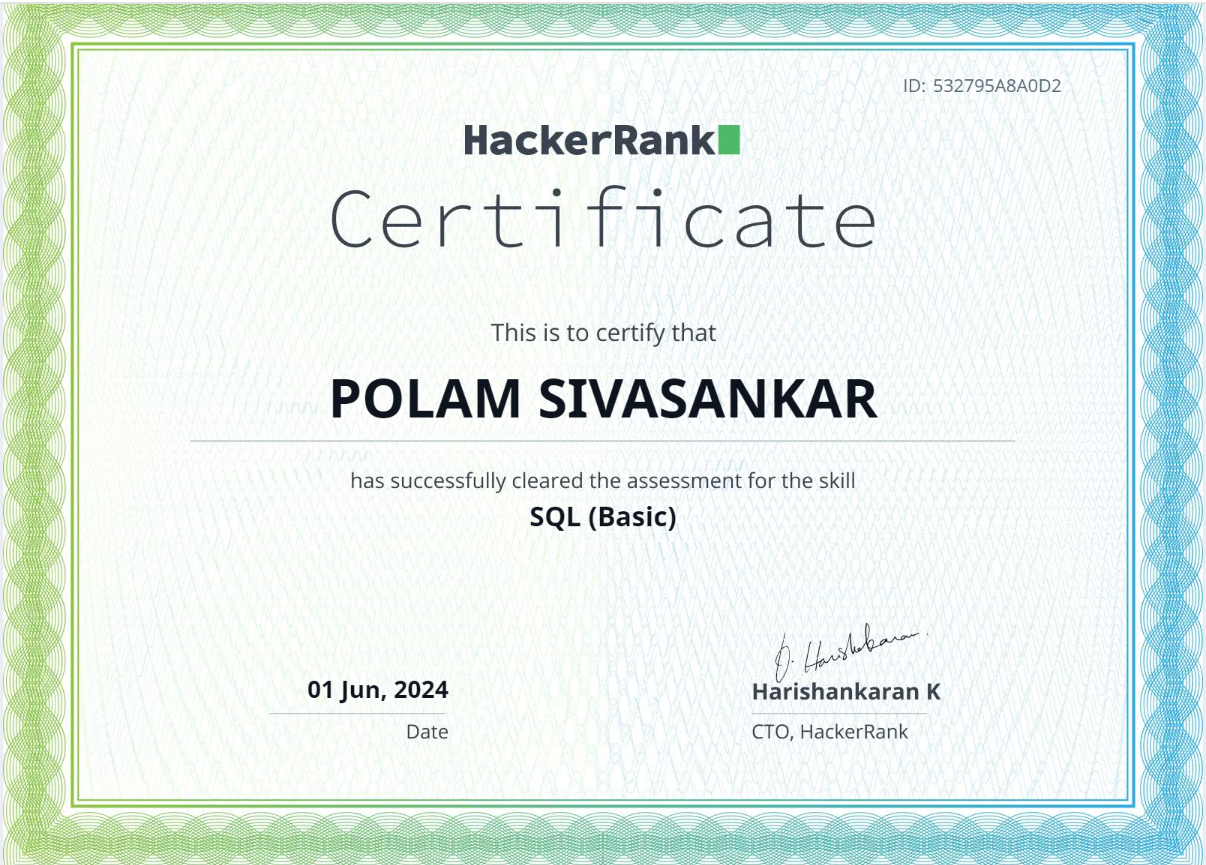 ID: 532795A8A0D2
HackerRank
Certificate
This is to certify that
POLAM SIVASANKAR
has successfully cleared the assessment for the skill
SQL (Basic)
01 Jun, 2024
Date
Harishankaran K
CTO, HackerRank